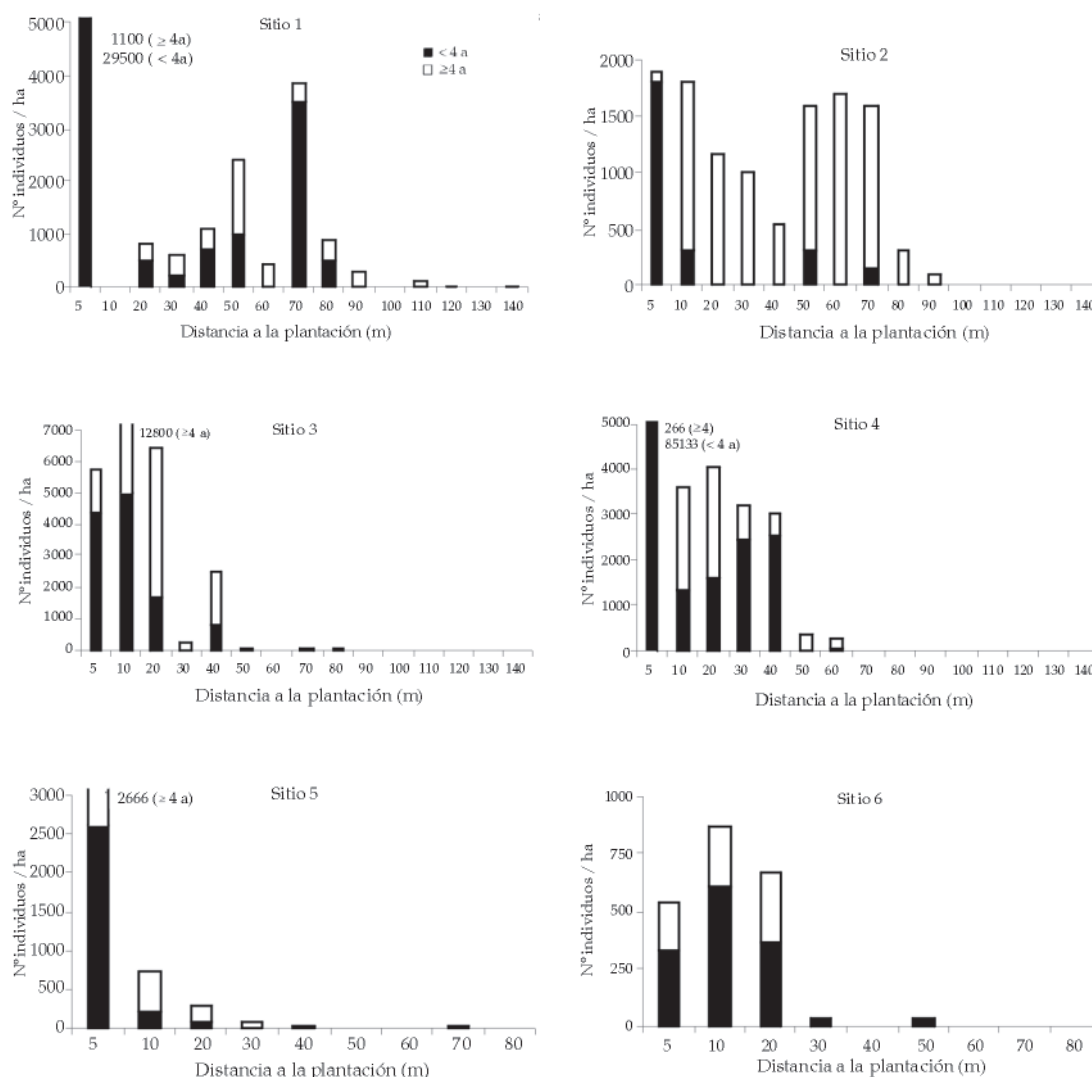 Sitio 1
1100 ( ≥ 4a)
29500 ( < 4a)
< 4 a
≥4 a
5000
4000
3000
2000
1000
0
Nº individuos / ha
5 10 20 30 40 50 60 70 80 90 100 110 120 130 140
Distancia a la plantación (m)
Sitio 2
2000
1500
1000
500
0
Nº individuos / ha
5 10 20 30 40 50 60 70 80 90 100 110 120 130 140
Distancia a la plantación (m)
Sitio 3
12800 (≥4 a)
7000
6000
5000
4000
3000
2000
1000
0
Nº individuos / ha
5 10 20 30 40 50 60 70 80 90 100 110 120 130 140
Distancia a la plantación (m)
Sitio 4
266 (≥4)
85133 (< 4 a)
5000
4000
3000
2000
1000
0
Nº individuos / ha
5 10 20 30 40 50 60 70 80 90 100 110 120 130 140
Distancia a la plantación (m)
Sitio 5
2666 (≥ 4 a)
3000
2500
2000
1500
1000
500
0
Nº individuos / ha
5 10 20 30 40 50 60 70 80
Distancia a la plantación (m)
Sitio 6
1000
750
500
250
0
Nº individuos / ha
5 10 20 30 40 50 60 70 80
Distancia a la plantación (m)